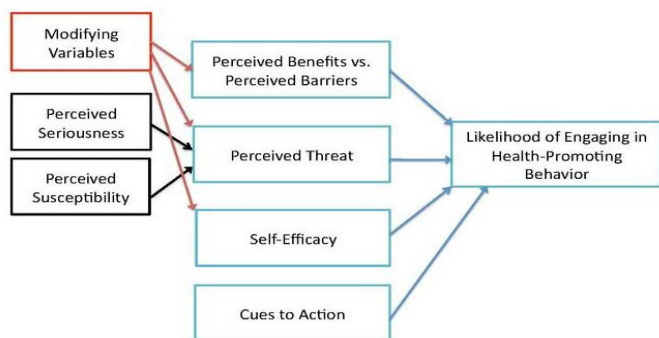 Modifying
Variables
Perceived
Seriousness
Perceived
Susceptibility
Perceived Benefits vs.
Perceived Barriers
Perceived Threat
Self-Efficacy
Cues to Action
Likelihood of Engaging in
Health-Promoting
Behavior